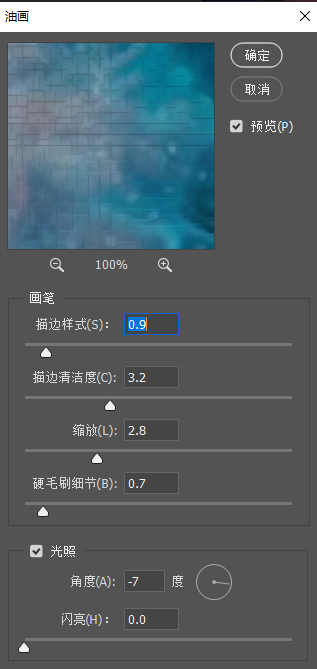 油画
确定
取消
预览(P)
100%
画笔
描边样式(S)： 0.9
描边清洁度(C): 3.2
缩放(L): 2.8
硬毛刷细节(B): 0.7
光照
角度(A): -7 度
闪亮(H)： 0.0